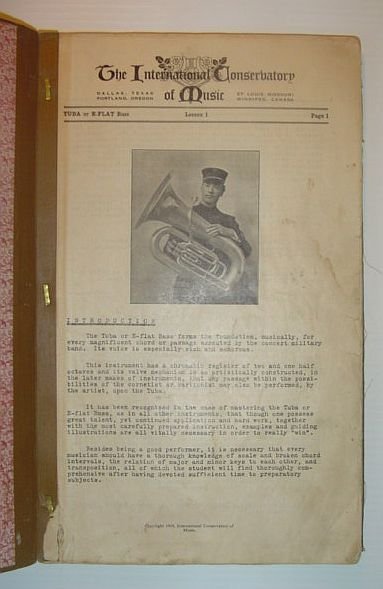 The International Conservatory
of Music
DALLAS, TEXAS
PORTLAND, OREGON
ST LOUIS, MISSOURI
WINNIPEG, CANADA
TUBA or E-FLAT Bass Lesson 1 Page 1
INTRODUCTION
The Tuba or E-flat Bass forms the foundation, musically, for
every magnificent chord or passage executed by the concert military
band. Its voice is especially rich and sonorous.
This instrument has a chromatic register of two and one half
octaves and its valve mechanism is so practically constructed, in
the later makes of instruments, that any passage within the possi-
bilities of the cornetist or clarinetist may also be performed, by
the artist, upon the Tuba.
It has been recognized in the case of mastering the Tuba or
E-flat Bass, as in all other instruments, that though one possess
great talent, yet continued application and hard work, together
with the most carefully prepared instruction, examples and guiding
illustrations are all vitally necessary in order to really "win".
Besides being a good performer, it is necessary that every
musician should have a thorough knowledge of scale and broken chord
intervals, the relation of major and minor keys to each other, and
transposition, all of which the student will find thoroughly com-
prehensive after having devoted sufficient time to preparatory
subjects.
Copyright International Conservatory of
Music.